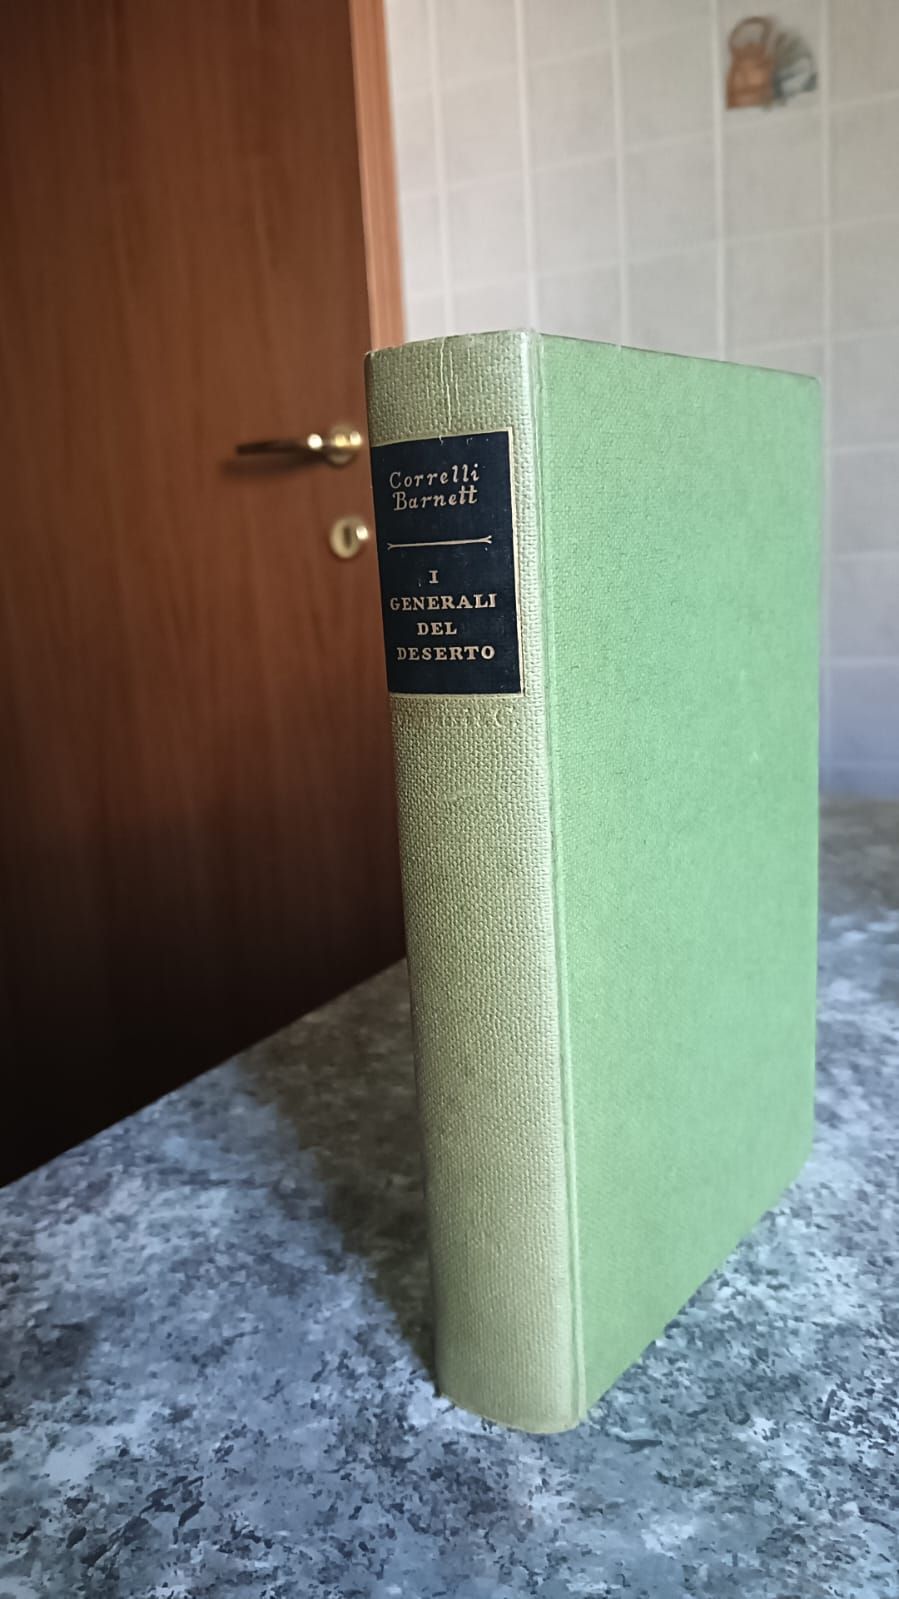 Correlli
Barnett
I
GENERALI
DEL
DESERTO